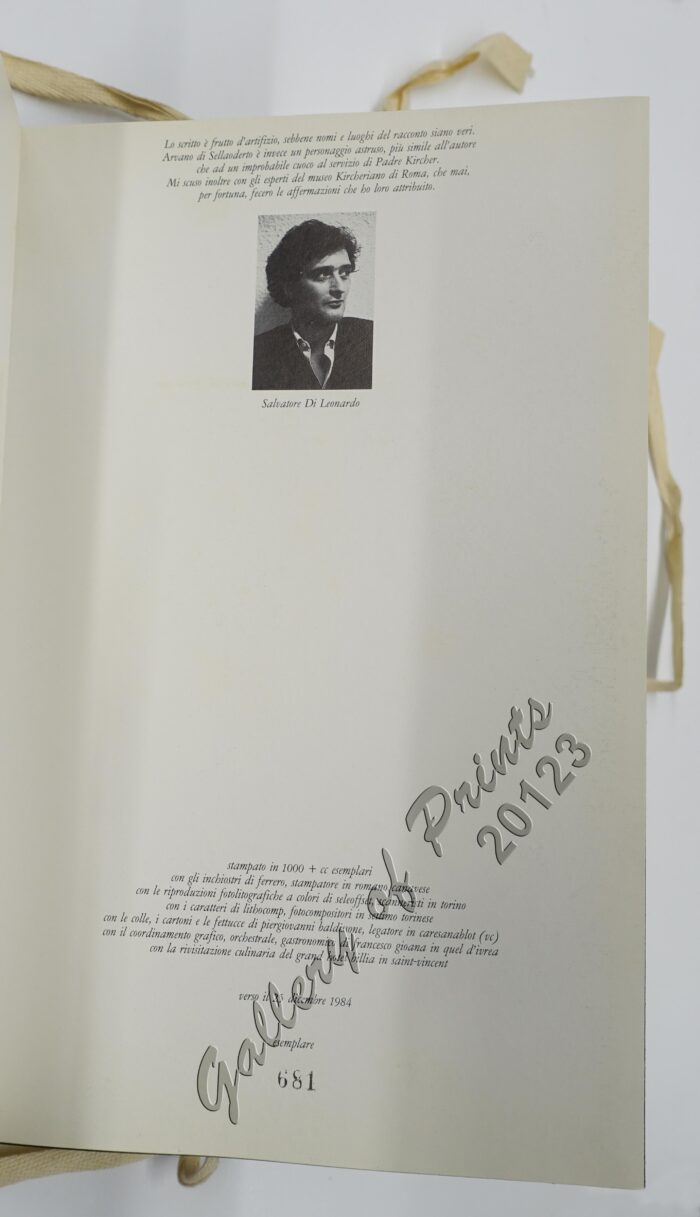 Lo scritto è frutto d'artifizio, sebbene nomi e luoghi del racconto siano veri.
Arvano di Sellaoderto è invece un personaggio astruso, più simile all'autore
che ad un improbabile cuoco al servizio di Padre Kircher.
Mi scuso inoltre con gli esperti del museo Kircheriano di Roma, che mai,
per fortuna, fecero le affermazioni che ho loro attribuito.
Salvatore Di Leonardo
stampato in 1000 + cc esemplari
con gli inchiostri di ferrero, stampatore in romano canavese
con le riproduzioni fotolitografiche a colori di seleoffset, scanneristi in torino
con i caratteri di lithocomp, fotocompositori in settimo torinese
con le colle, i cartoni e le fettucce di piergiovanni baldissone, legatore in caresanablot (vc)
con il coordinamento grafico, orchestrale, gastronomico di francesco gioana in quel d'ivrea
con la rivisitazione culinaria del grand hotel billia in saint-vincent
verso il 25 dicembre 1984
esemplare
681
Gallery of Prints
20123